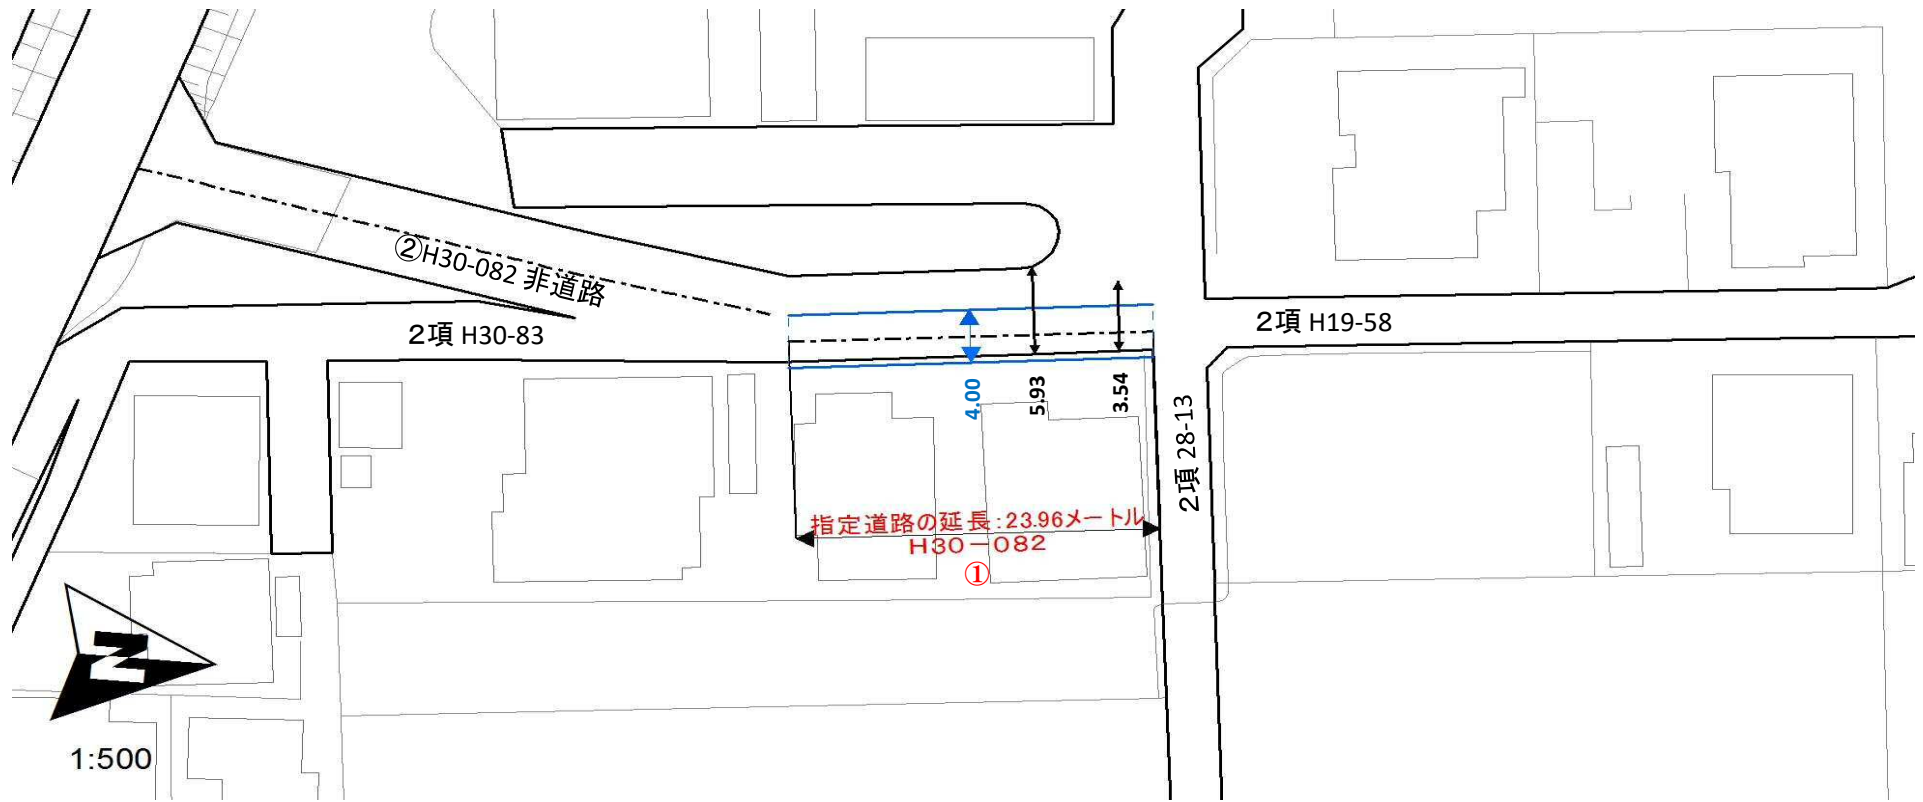 ②H30-082 非道路
2項 H30-83
2項 H19-58
4.00
5.93
3.54
2項 28-13
指定道路の延長:23.96メートル
H30-082
①
N
1:500